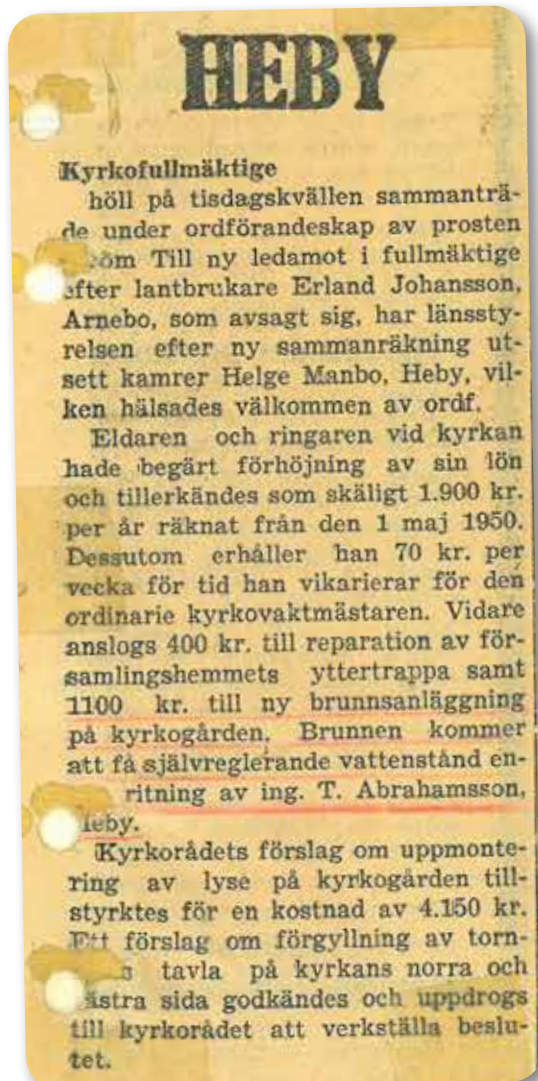 HEBY
Kyrkofullmäktige
höll på tisdagskvällen sammanträ-
de under ordförandeskap av prosten
Till ny ledamot i fullmäktige
efter lantbrukare Erland Johansson,
Arnebo, som avsagt sig, har länssty-
relsen efter ny sammanräkning ut-
sett kamrer Helge Manbo, Heby, vil-
ken hälsades välkommen av ordf.
Eldaren och ringaren vid kyrkan
hade begärt förhöjning av sin lön
och tillerkändes som skäligt 1.900 kr.
per år räknat från den 1 maj 1950.
Dessutom erhåller han 70 kr. per
vecka för tid han vikarierar för den
ordinarie kyrkovaktmästaren. Vidare
anslogs 400 kr. till reparation av för-
samlingshemmets yttertrappa samt
1100 kr. till ny brunnsanläggning
på kyrkogården. Brunnen kommer
att få självreglerande vattenstånd en-
ritning av ing. T. Abrahamsson,
Heby.
Kyrkorådets förslag om uppmonte-
ring av lyse på kyrkogården till-
styrktes för en kostnad av 4.150 kr.
Ett förslag om förgyllning av torn-
tavla på kyrkans norra och
västra sida godkändes och uppdrogs
till kyrkorådet att verkställa beslu-
tet.